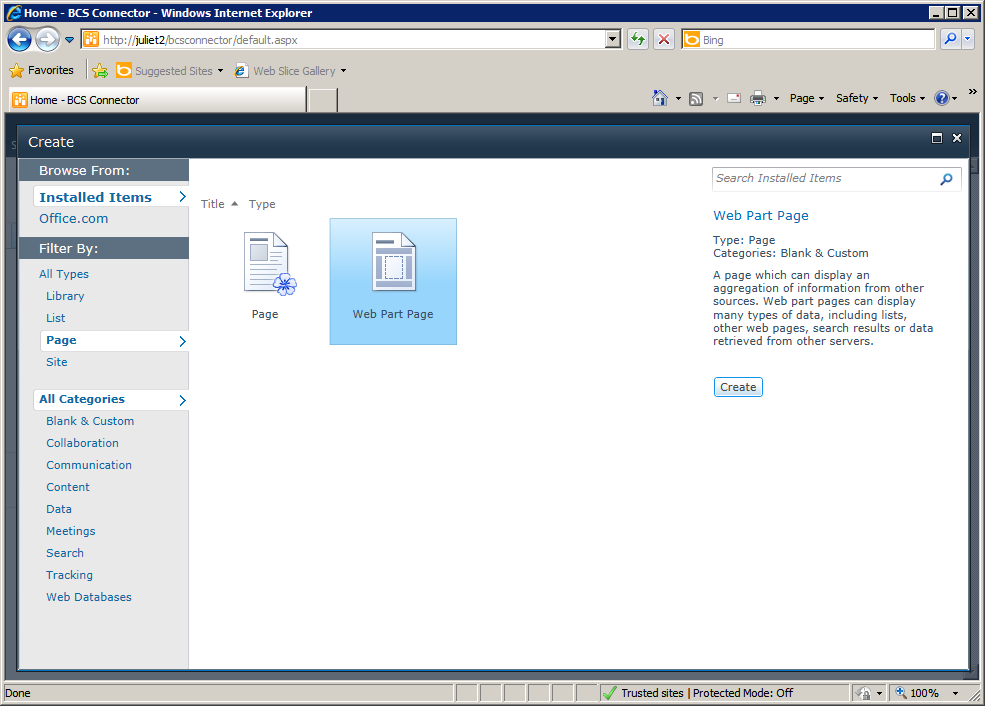 Home - BCS Connector - Windows Internet Explorer
http://juliet2/bcsconnector/default.aspx
Bing
Favorites
Suggested Sites
Web Slice Gallery
Home - BCS Connector
Page
Safety
Tools
Create
Browse From:
Installed Items
Office.com
Filter By:
All Types
Library
List
Page
Site
All Categories
Blank & Custom
Collaboration
Communication
Content
Data
Meetings
Search
Tracking
Web Databases
Title Type
Page
Web Part Page
Search Installed Items
Web Part Page
Type: Page
Categories: Blank & Custom
A page which can display an
aggregation of information from other
sources. Web part pages can display
many types of data, including lists,
other web pages, search results or data
retrieved from other servers.
Create
Done
Trusted sites | Protected Mode: Off
100%